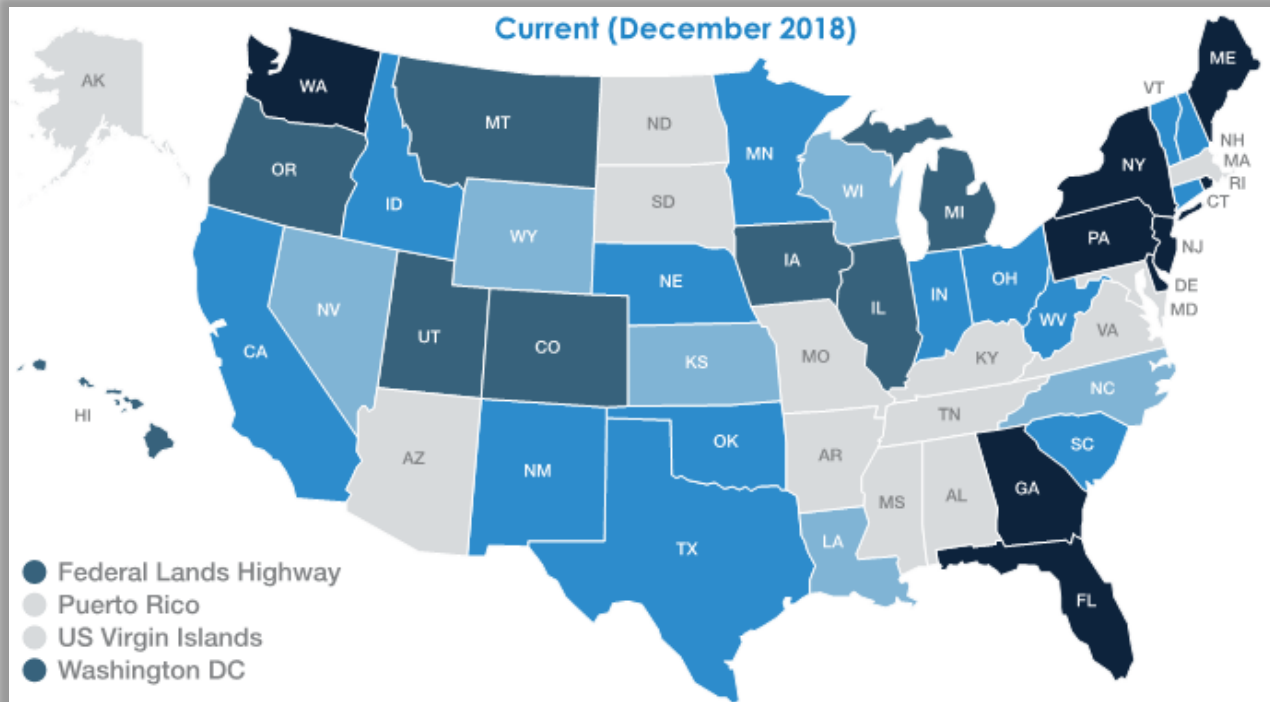 Current (December 2018)
AK
WA
MT
ND
MN
VT
ME
OR
ID
SD
WI
MI
NY
NH
MA
RI
CT
WY
IA
PA
NJ
NE
IL
IN
OH
DE
MD
NV
UT
CO
KS
MO
KY
WV
VA
CA
HI
TN
NC
AZ
NM
OK
AR
SC
MS
AL
GA
TX
LA
FL
Federal Lands Highway
Puerto Rico
US Virgin Islands
Washington DC